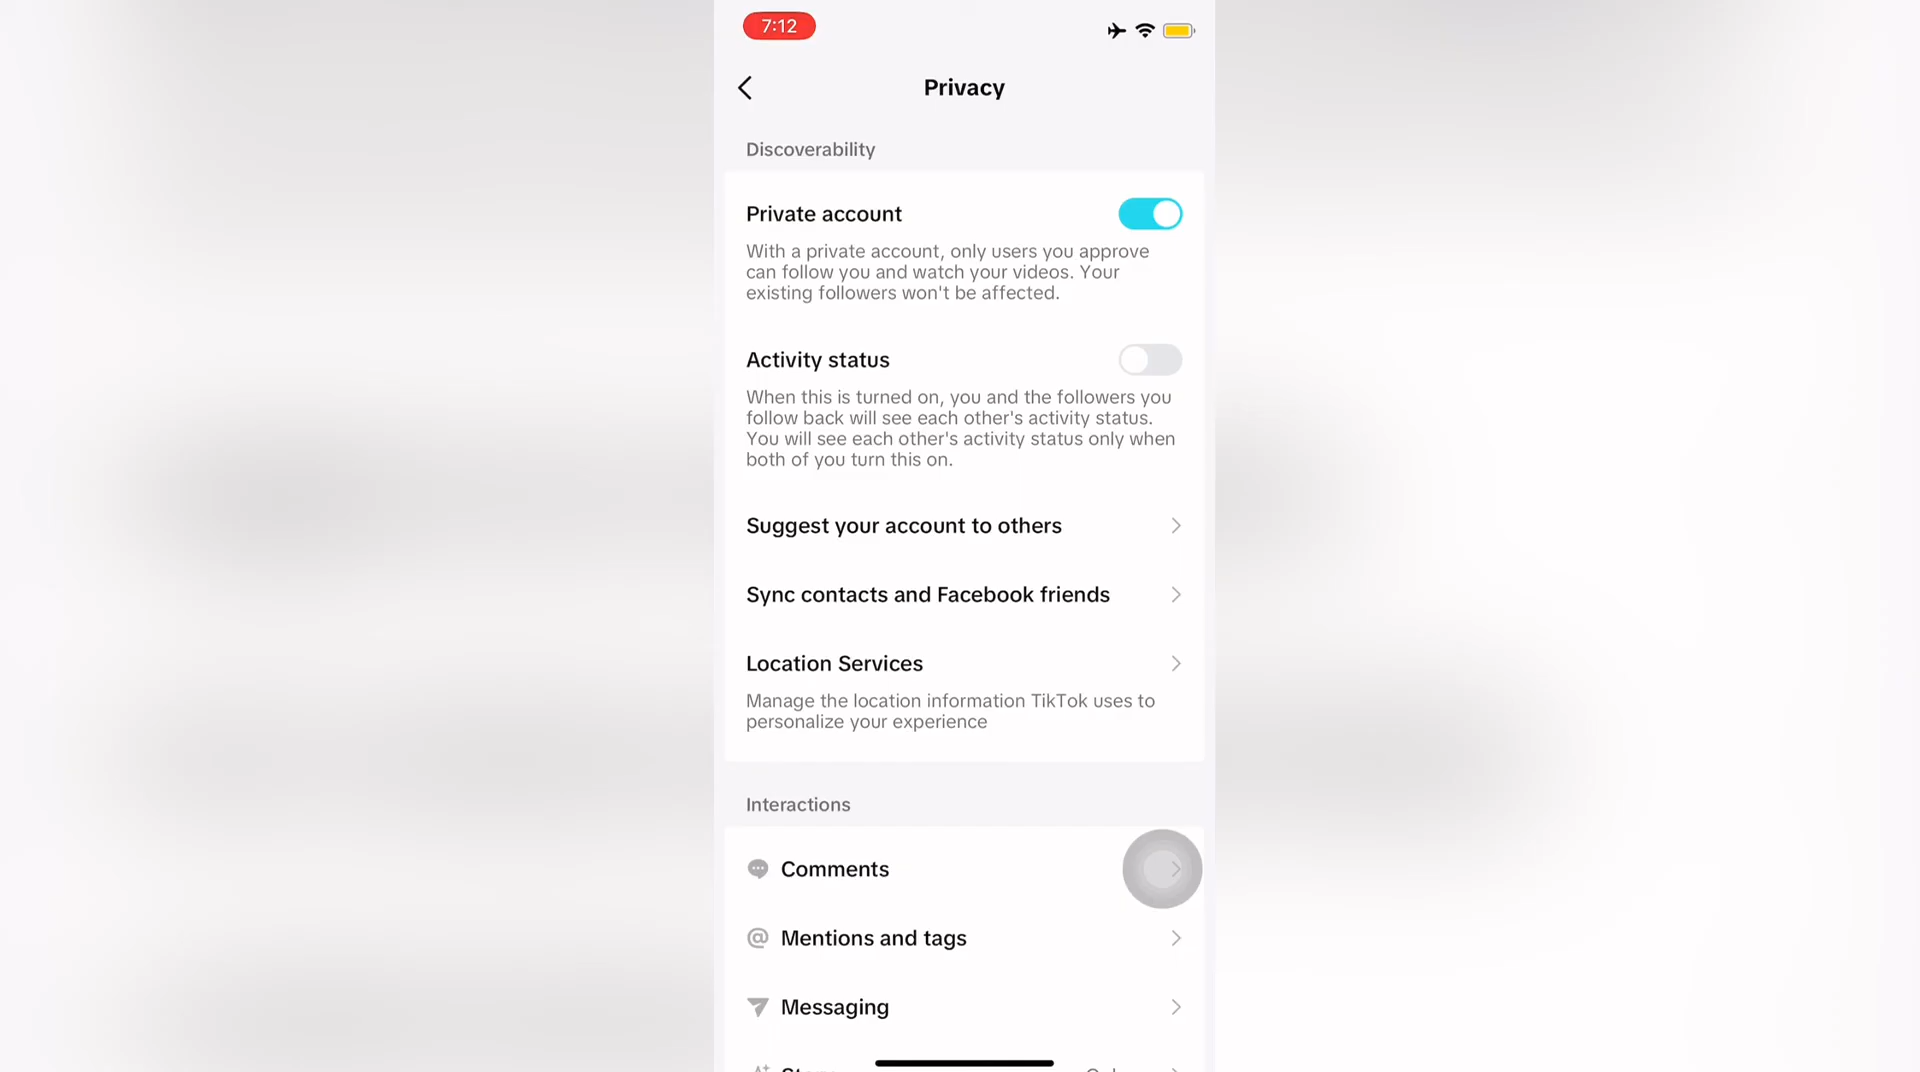 7:12
Privacy
Discoverability
Private account
With a private account, only users you approve
can follow you and watch your videos. Your
existing followers won't be affected.
Activity status
When this is turned on, you and the followers you
follow back will see each other's activity status.
You will see each other's activity status only when
both of you turn this on.
Suggest your account to others
Sync contacts and Facebook friends
Location Services
Manage the location information TikTok uses to
personalize your experience
Interactions
Comments
@ Mentions and tags
Messaging